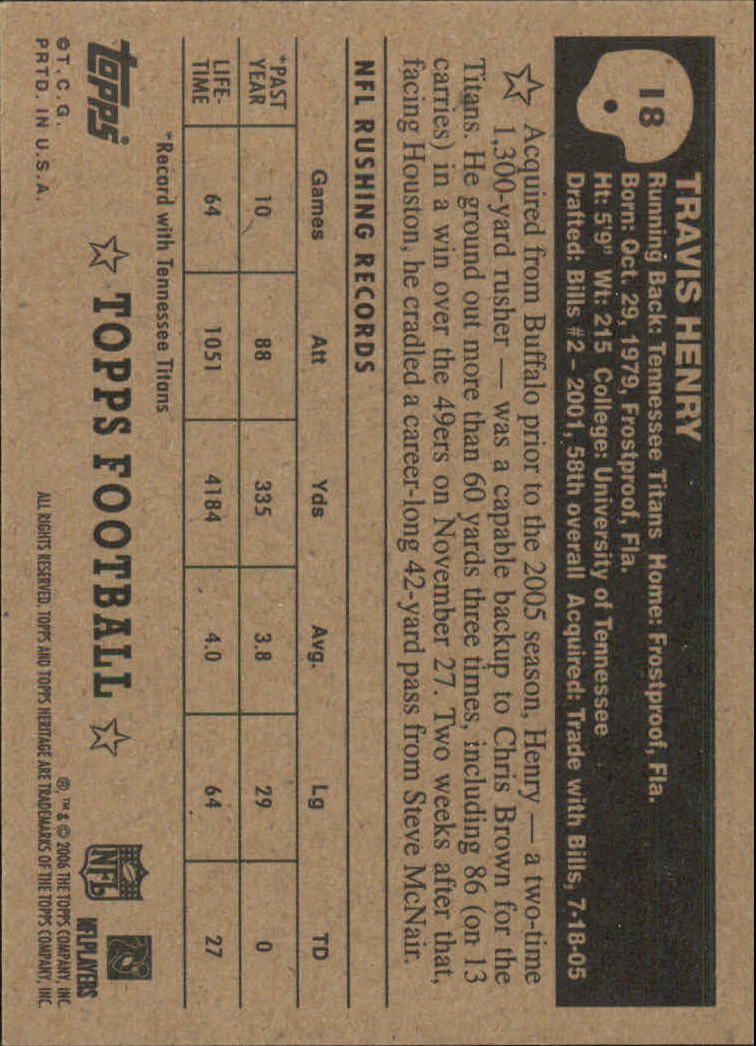 18
TRAVIS HENRY
Running Back: Tennessee Titans Home: Frostproof, Fla.
Born: Oct. 29, 1979, Frostproof, Fla.
Ht: 5'9" Wt: 215 College: University of Tennessee
Drafted: Bills #2 - 2001, 58th overall Acquired: Trade with Bills, 7-18-05
Acquired from Buffalo prior to the 2005 season, Henry — a two-time
1,300-yard rusher — was a capable backup to Chris Brown for the
Titans. He ground out more than 60 yards three times, including 86 (on 13
carries) in a win over the 49ers on November 27. Two weeks after that,
facing Houston, he cradled a career-long 42-yard pass from Steve McNair.
NFL RUSHING RECORDS
Games Att Yds Avg. Lg TD
*PAST
YEAR 10 88 335 3.8 29 0
LIFE-
TIME 64 1051 4184 4.0 64 27
*Record with Tennessee Titans
topps®
☆ TOPPS FOOTBALL ☆
NFL
NFLPLAYERS
©T.C.G.
PRTD. IN U.S.A.
®, ™ & © 2006 THE TOPPS COMPANY, INC.
ALL RIGHTS RESERVED. TOPPS AND TOPPS HERITAGE ARE TRADEMARKS OF THE TOPPS COMPANY, INC.